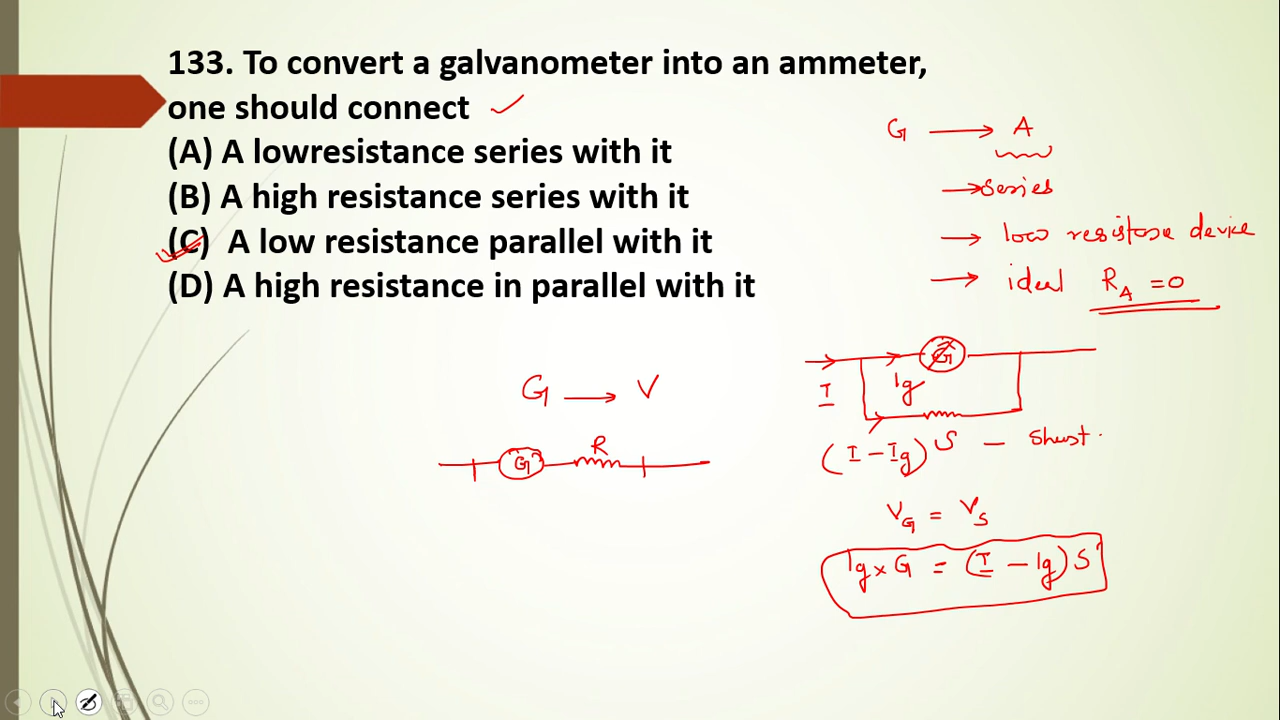 133. To convert a galvanometer into an ammeter,
one should connect
(A) A lowresistance series with it
(B) A high resistance series with it
(C) A low resistance parallel with it
(D) A high resistance in parallel with it
G → A
→ series
→ low resistase device
→ ideal R_A = 0
G
I
Ig
(I - Ig) S - Shust.
V_G = V_S
Ig × G = (I - Ig) S
G → V
G R